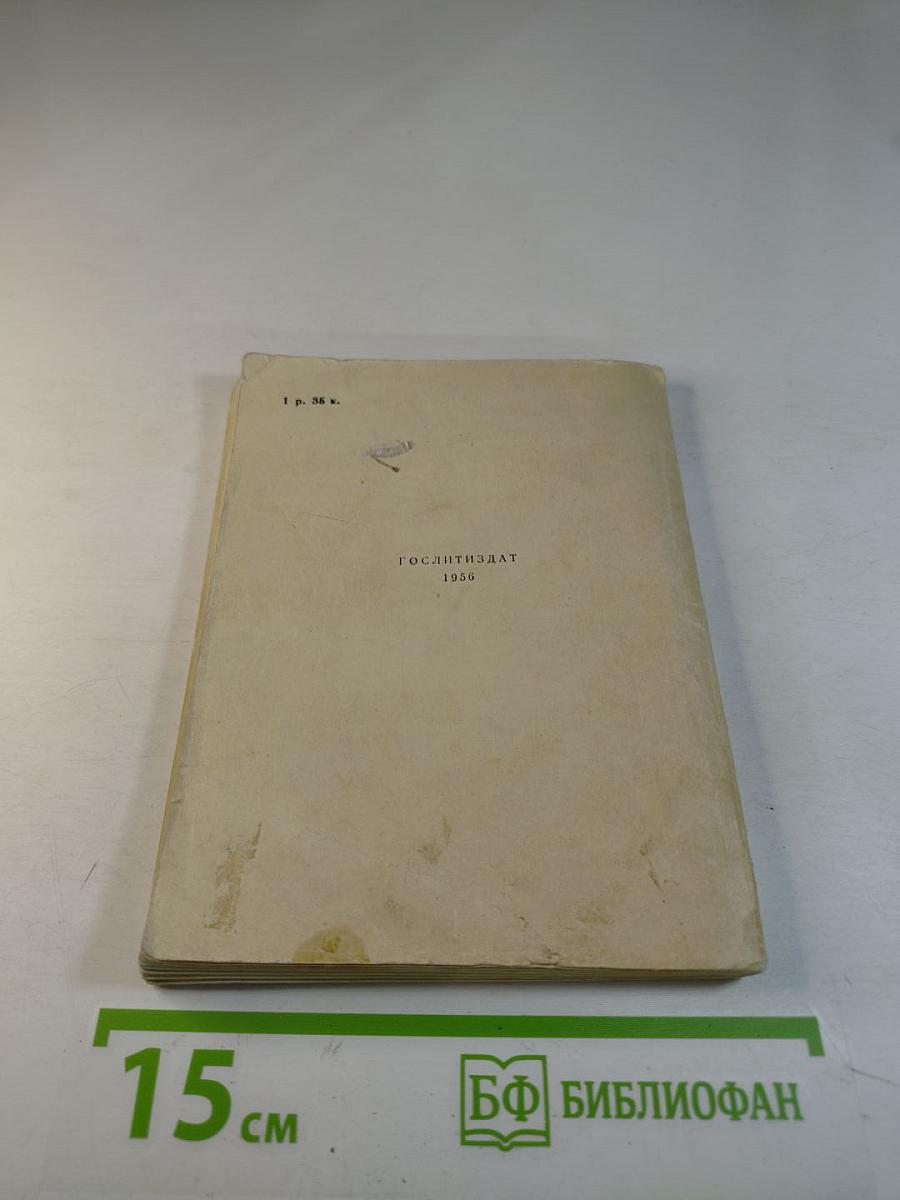 1 р. 35 к.
ГОСЛИТИЗДАТ
1956
15 см
БФ БИБЛИОФАН